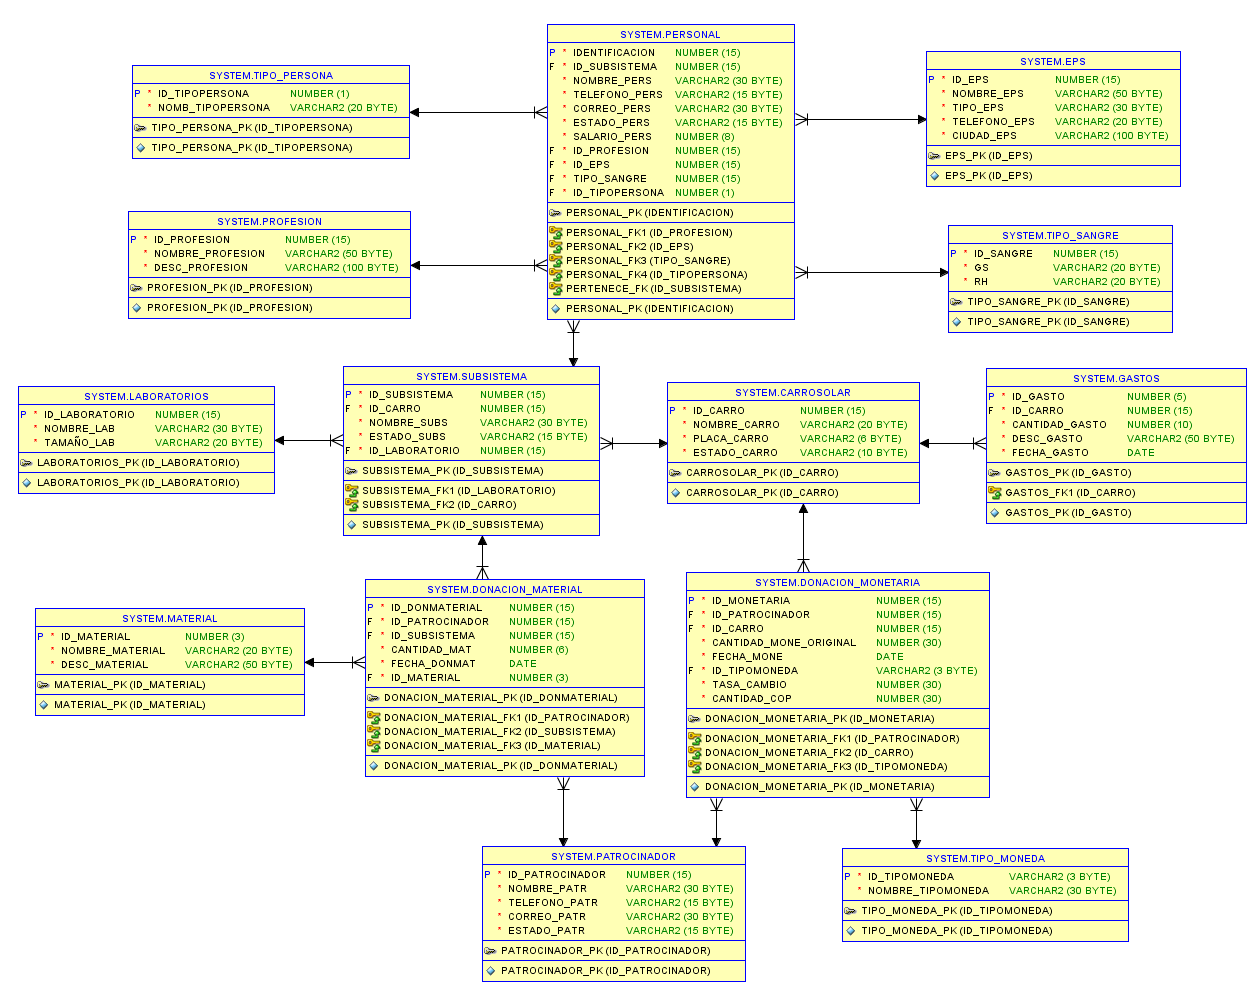 SYSTEM.PERSONAL
P * IDENTIFICACION NUMBER (15)
F * ID_SUBSISTEMA NUMBER (15)
* NOMBRE_PERS VARCHAR2 (30 BYTE)
* TELEFONO_PERS VARCHAR2 (15 BYTE)
* CORREO_PERS VARCHAR2 (30 BYTE)
* ESTADO_PERS VARCHAR2 (15 BYTE)
* SALARIO_PERS NUMBER (8)
F * ID_PROFESION NUMBER (15)
F * ID_EPS NUMBER (15)
F * TIPO_SANGRE NUMBER (15)
F * ID_TIPOPERSONA NUMBER (1)
PERSONAL_PK (IDENTIFICACION)
PERSONAL_FK1 (ID_PROFESION)
PERSONAL_FK2 (ID_EPS)
PERSONAL_FK3 (TIPO_SANGRE)
PERSONAL_FK4 (ID_TIPOPERSONA)
PERTENECE_FK (ID_SUBSISTEMA)
PERSONAL_PK (IDENTIFICACION)
SYSTEM.TIPO_PERSONA
P * ID_TIPOPERSONA NUMBER (1)
* NOMB_TIPOPERSONA VARCHAR2 (20 BYTE)
TIPO_PERSONA_PK (ID_TIPOPERSONA)
TIPO_PERSONA_PK (ID_TIPOPERSONA)
SYSTEM.EPS
P * ID_EPS NUMBER (15)
* NOMBRE_EPS VARCHAR2 (50 BYTE)
* TIPO_EPS VARCHAR2 (30 BYTE)
* TELEFONO_EPS VARCHAR2 (20 BYTE)
* CIUDAD_EPS VARCHAR2 (100 BYTE)
EPS_PK (ID_EPS)
EPS_PK (ID_EPS)
SYSTEM.PROFESION
P * ID_PROFESION NUMBER (15)
* NOMBRE_PROFESION VARCHAR2 (50 BYTE)
* DESC_PROFESION VARCHAR2 (100 BYTE)
PROFESION_PK (ID_PROFESION)
PROFESION_PK (ID_PROFESION)
SYSTEM.TIPO_SANGRE
P * ID_SANGRE NUMBER (15)
* GS VARCHAR2 (20 BYTE)
* RH VARCHAR2 (20 BYTE)
TIPO_SANGRE_PK (ID_SANGRE)
TIPO_SANGRE_PK (ID_SANGRE)
SYSTEM.LABORATORIOS
P * ID_LABORATORIO NUMBER (15)
* NOMBRE_LAB VARCHAR2 (30 BYTE)
* TAMAÑO_LAB VARCHAR2 (20 BYTE)
LABORATORIOS_PK (ID_LABORATORIO)
LABORATORIOS_PK (ID_LABORATORIO)
SYSTEM.SUBSISTEMA
P * ID_SUBSISTEMA NUMBER (15)
F * ID_CARRO NUMBER (15)
* NOMBRE_SUBS VARCHAR2 (30 BYTE)
* ESTADO_SUBS VARCHAR2 (15 BYTE)
F * ID_LABORATORIO NUMBER (15)
SUBSISTEMA_PK (ID_SUBSISTEMA)
SUBSISTEMA_FK1 (ID_LABORATORIO)
SUBSISTEMA_FK2 (ID_CARRO)
SUBSISTEMA_PK (ID_SUBSISTEMA)
SYSTEM.CARROSOLAR
P * ID_CARRO NUMBER (15)
* NOMBRE_CARRO VARCHAR2 (20 BYTE)
* PLACA_CARRO VARCHAR2 (6 BYTE)
* ESTADO_CARRO VARCHAR2 (10 BYTE)
CARROSOLAR_PK (ID_CARRO)
CARROSOLAR_PK (ID_CARRO)
SYSTEM.GASTOS
P * ID_GASTO NUMBER (5)
F * ID_CARRO NUMBER (15)
* CANTIDAD_GASTO NUMBER (10)
* DESC_GASTO VARCHAR2 (50 BYTE)
* FECHA_GASTO DATE
GASTOS_PK (ID_GASTO)
GASTOS_FK1 (ID_CARRO)
GASTOS_PK (ID_GASTO)
SYSTEM.MATERIAL
P * ID_MATERIAL NUMBER (3)
* NOMBRE_MATERIAL VARCHAR2 (20 BYTE)
* DESC_MATERIAL VARCHAR2 (50 BYTE)
MATERIAL_PK (ID_MATERIAL)
MATERIAL_PK (ID_MATERIAL)
SYSTEM.DONACION_MATERIAL
P * ID_DONMATERIAL NUMBER (15)
F * ID_PATROCINADOR NUMBER (15)
F * ID_SUBSISTEMA NUMBER (15)
* CANTIDAD_MAT NUMBER (6)
* FECHA_DONMAT DATE
F * ID_MATERIAL NUMBER (3)
DONACION_MATERIAL_PK (ID_DONMATERIAL)
DONACION_MATERIAL_FK1 (ID_PATROCINADOR)
DONACION_MATERIAL_FK2 (ID_SUBSISTEMA)
DONACION_MATERIAL_FK3 (ID_MATERIAL)
DONACION_MATERIAL_PK (ID_DONMATERIAL)
SYSTEM.DONACION_MONETARIA
P * ID_MONETARIA NUMBER (15)
F * ID_PATROCINADOR NUMBER (15)
F * ID_CARRO NUMBER (15)
* CANTIDAD_MONE_ORIGINAL NUMBER (30)
* FECHA_MONE DATE
F * ID_TIPOMONEDA VARCHAR2 (3 BYTE)
* TASA_CAMBIO NUMBER (30)
* CANTIDAD_COP NUMBER (30)
DONACION_MONETARIA_PK (ID_MONETARIA)
DONACION_MONETARIA_FK1 (ID_PATROCINADOR)
DONACION_MONETARIA_FK2 (ID_CARRO)
DONACION_MONETARIA_FK3 (ID_TIPOMONEDA)
DONACION_MONETARIA_PK (ID_MONETARIA)
SYSTEM.PATROCINADOR
P * ID_PATROCINADOR NUMBER (15)
* NOMBRE_PATR VARCHAR2 (30 BYTE)
* TELEFONO_PATR VARCHAR2 (15 BYTE)
* CORREO_PATR VARCHAR2 (30 BYTE)
* ESTADO_PATR VARCHAR2 (15 BYTE)
PATROCINADOR_PK (ID_PATROCINADOR)
PATROCINADOR_PK (ID_PATROCINADOR)
SYSTEM.TIPO_MONEDA
P * ID_TIPOMONEDA VARCHAR2 (3 BYTE)
* NOMBRE_TIPOMONEDA VARCHAR2 (30 BYTE)
TIPO_MONEDA_PK (ID_TIPOMONEDA)
TIPO_MONEDA_PK (ID_TIPOMONEDA)